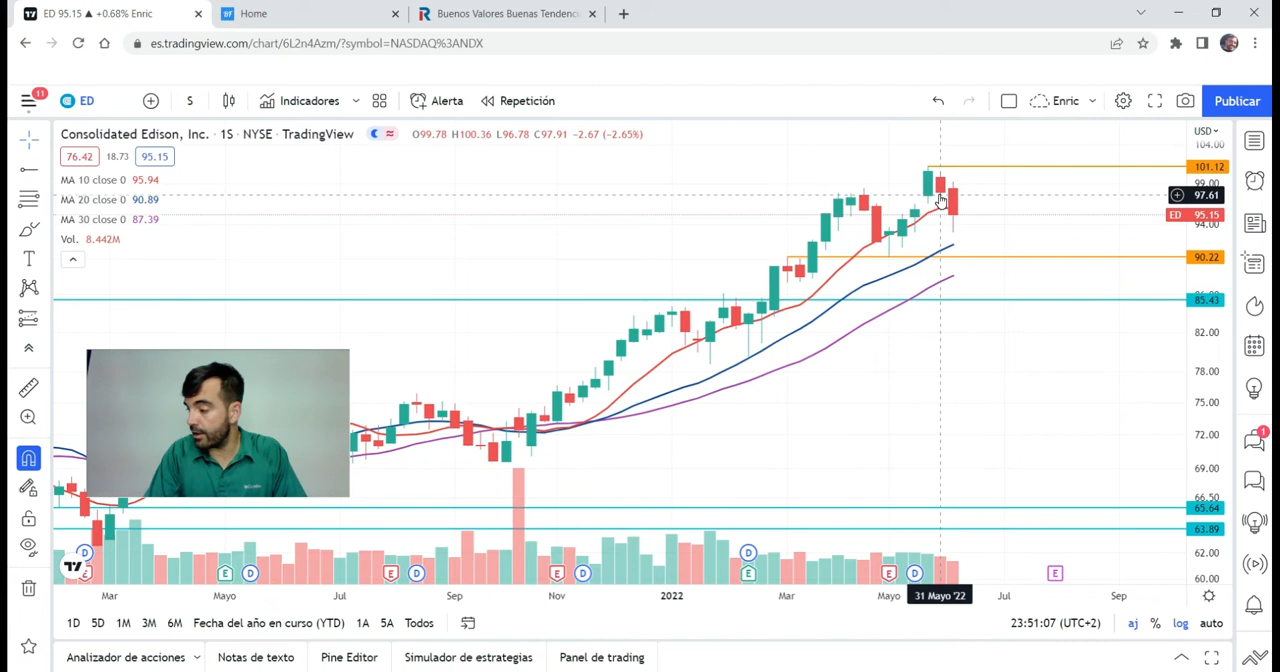 ED 95.15 ▲ +0.68% Enric
Home
Buenos Valores Buenas Tendenci
es.tradingview.com/chart/6L2n4Azm/?symbol=NASDAQ%3ANDX
11
ED
S
Indicadores
Alerta
Repetición
Enric
Publicar
Consolidated Edison, Inc. · 1S · NYSE · TradingView
O99.78 H100.36 L96.78 C97.91 −2.67 (−2.65%)
76.42
18.73
95.15
MA 10 close 0 95.94
MA 20 close 0 90.89
MA 30 close 0 87.39
Vol. 8.442M
USD
104.00
101.12
99.00
97.61
ED 95.15
94.00
90.22
85.43
82.00
78.00
75.00
72.00
69.00
66.50
65.64
63.89
62.00
60.00
1
D
E
E
D
E
D
E
D
D
E
E
D
E
Mar
Mayo
Jul
Sep
Nov
2022
Mar
Mayo
31 Mayo '22
Jul
Sep
1D
5D
1M
3M
6M
Fecha del año en curso (YTD)
1A
5A
Todos
23:51:07 (UTC+2)
aj
%
log
auto
Analizador de acciones
Notas de texto
Pine Editor
Simulador de estrategias
Panel de trading